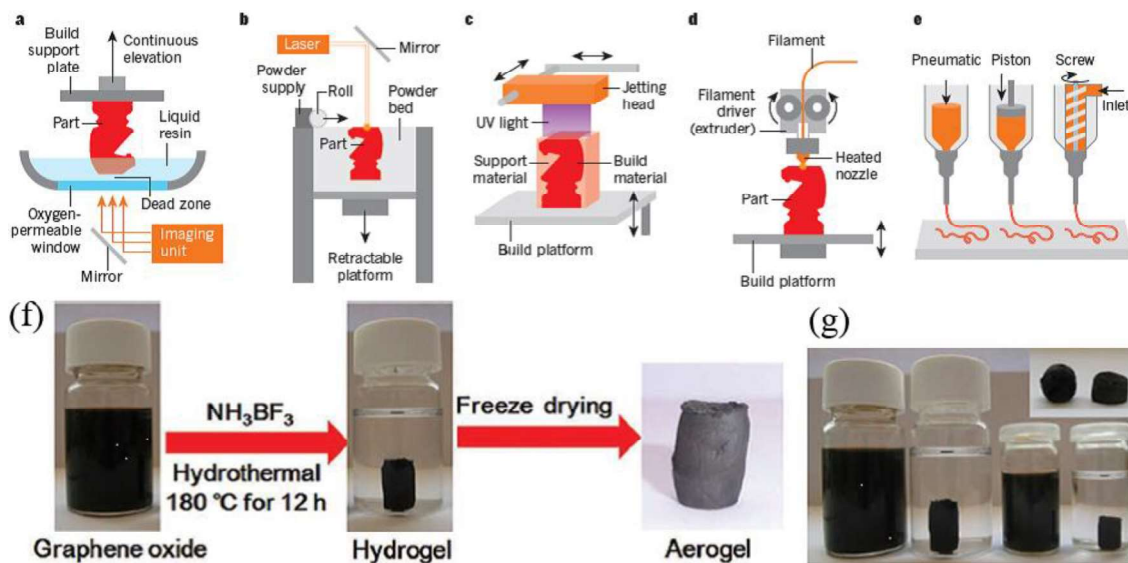 a
Build
support
plate
Continuous
elevation
Part
Liquid
resin
Dead zone
Oxygen-
permeable
window
Imaging
unit
Mirror
b
Laser
Mirror
Powder
supply
Roll
Powder
bed
Part
Retractable
platform
c
Jetting
head
UV light
Support
material
Build
material
Build platform
d
Filament
Filament
driver
(extruder)
Heated
nozzle
Part
Build platform
e
Pneumatic
Piston
Screw
Inlet
(f)
NH3BF3
Hydrothermal
180 °C for 12 h
Freeze drying
Graphene oxide
Hydrogel
Aerogel
(g)